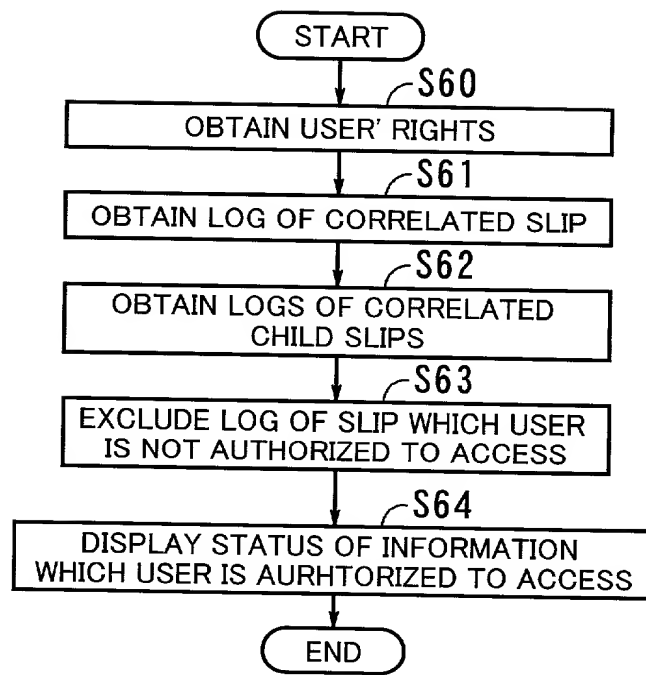 START
S60
OBTAIN USER' RIGHTS
S61
OBTAIN LOG OF CORRELATED SLIP
S62
OBTAIN LOGS OF CORRELATED
CHILD SLIPS
S63
EXCLUDE LOG OF SLIP WHICH USER
IS NOT AUTHORIZED TO ACCESS
S64
DISPLAY STATUS OF INFORMATION
WHICH USER IS AURHTORIZED TO ACCESS
END